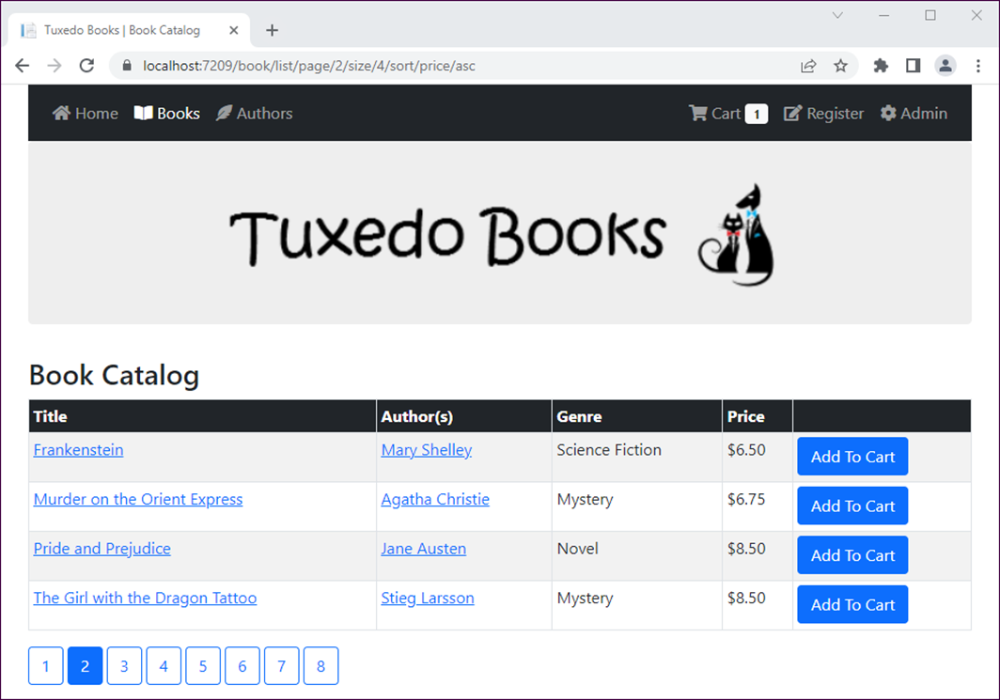 Tuxedo Books | Book Catalog
localhost:7209/book/list/page/2/size/4/sort/price/asc
Home Books Authors Cart 1 Register Admin
Tuxedo Books
Book Catalog
Title Author(s) Genre Price
Frankenstein Mary Shelley Science Fiction $6.50 Add To Cart
Murder on the Orient Express Agatha Christie Mystery $6.75 Add To Cart
Pride and Prejudice Jane Austen Novel $8.50 Add To Cart
The Girl with the Dragon Tattoo Stieg Larsson Mystery $8.50 Add To Cart
1 2 3 4 5 6 7 8